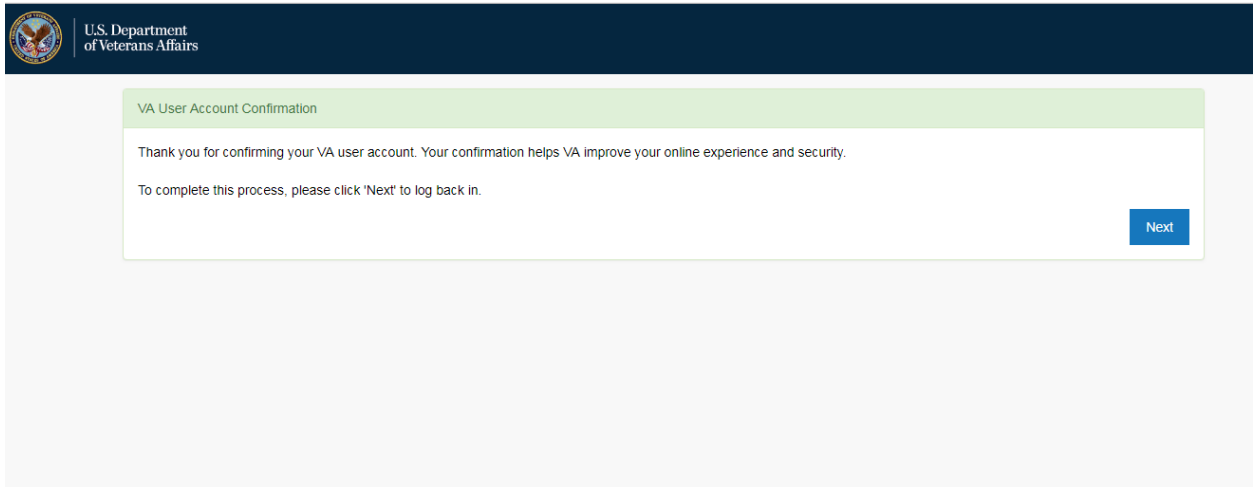 U.S. Department
of Veterans Affairs
VA User Account Confirmation
Thank you for confirming your VA user account. Your confirmation helps VA improve your online experience and security.
To complete this process, please click 'Next' to log back in.
Next